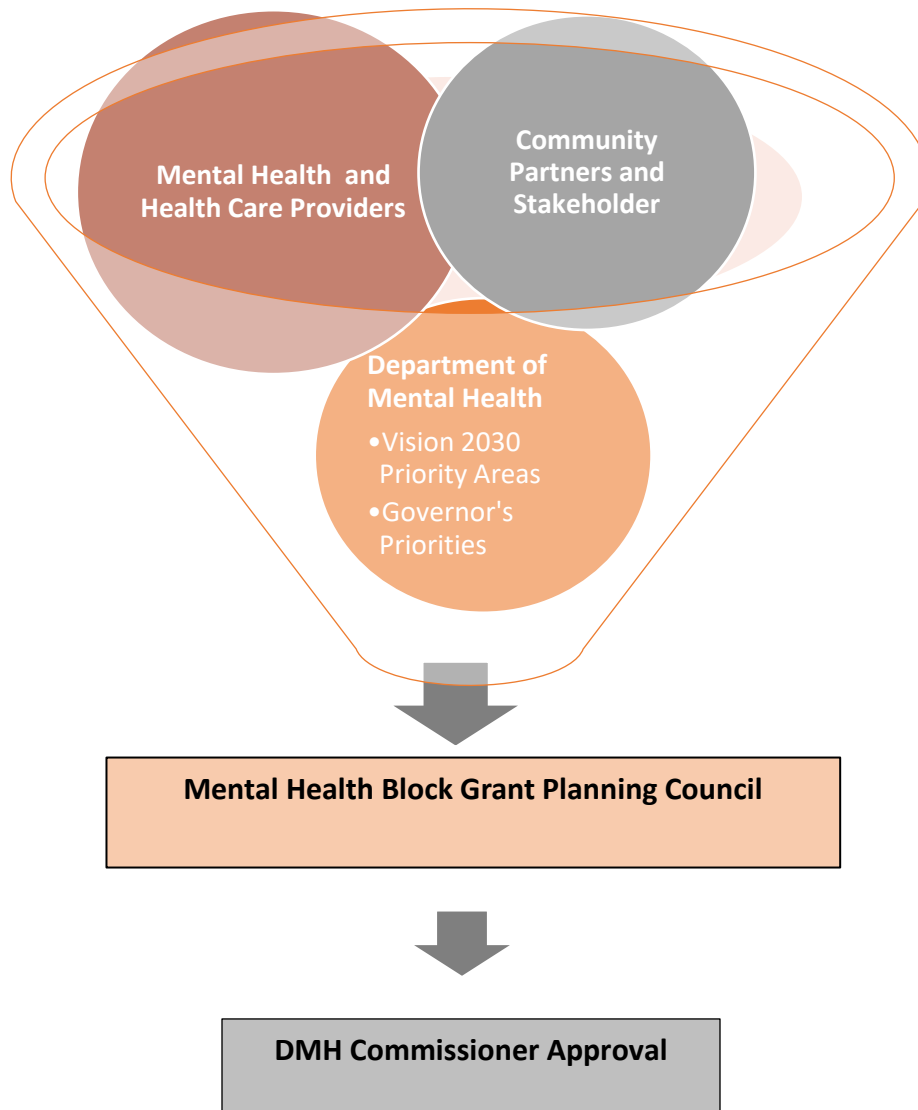 Mental Health  and
Health Care Providers
Community
Partners and
Stakeholder
Department of
Mental Health
•Vision 2030
Priority Areas
•Governor's
Priorities
Mental Health Block Grant Planning Council
DMH Commissioner Approval